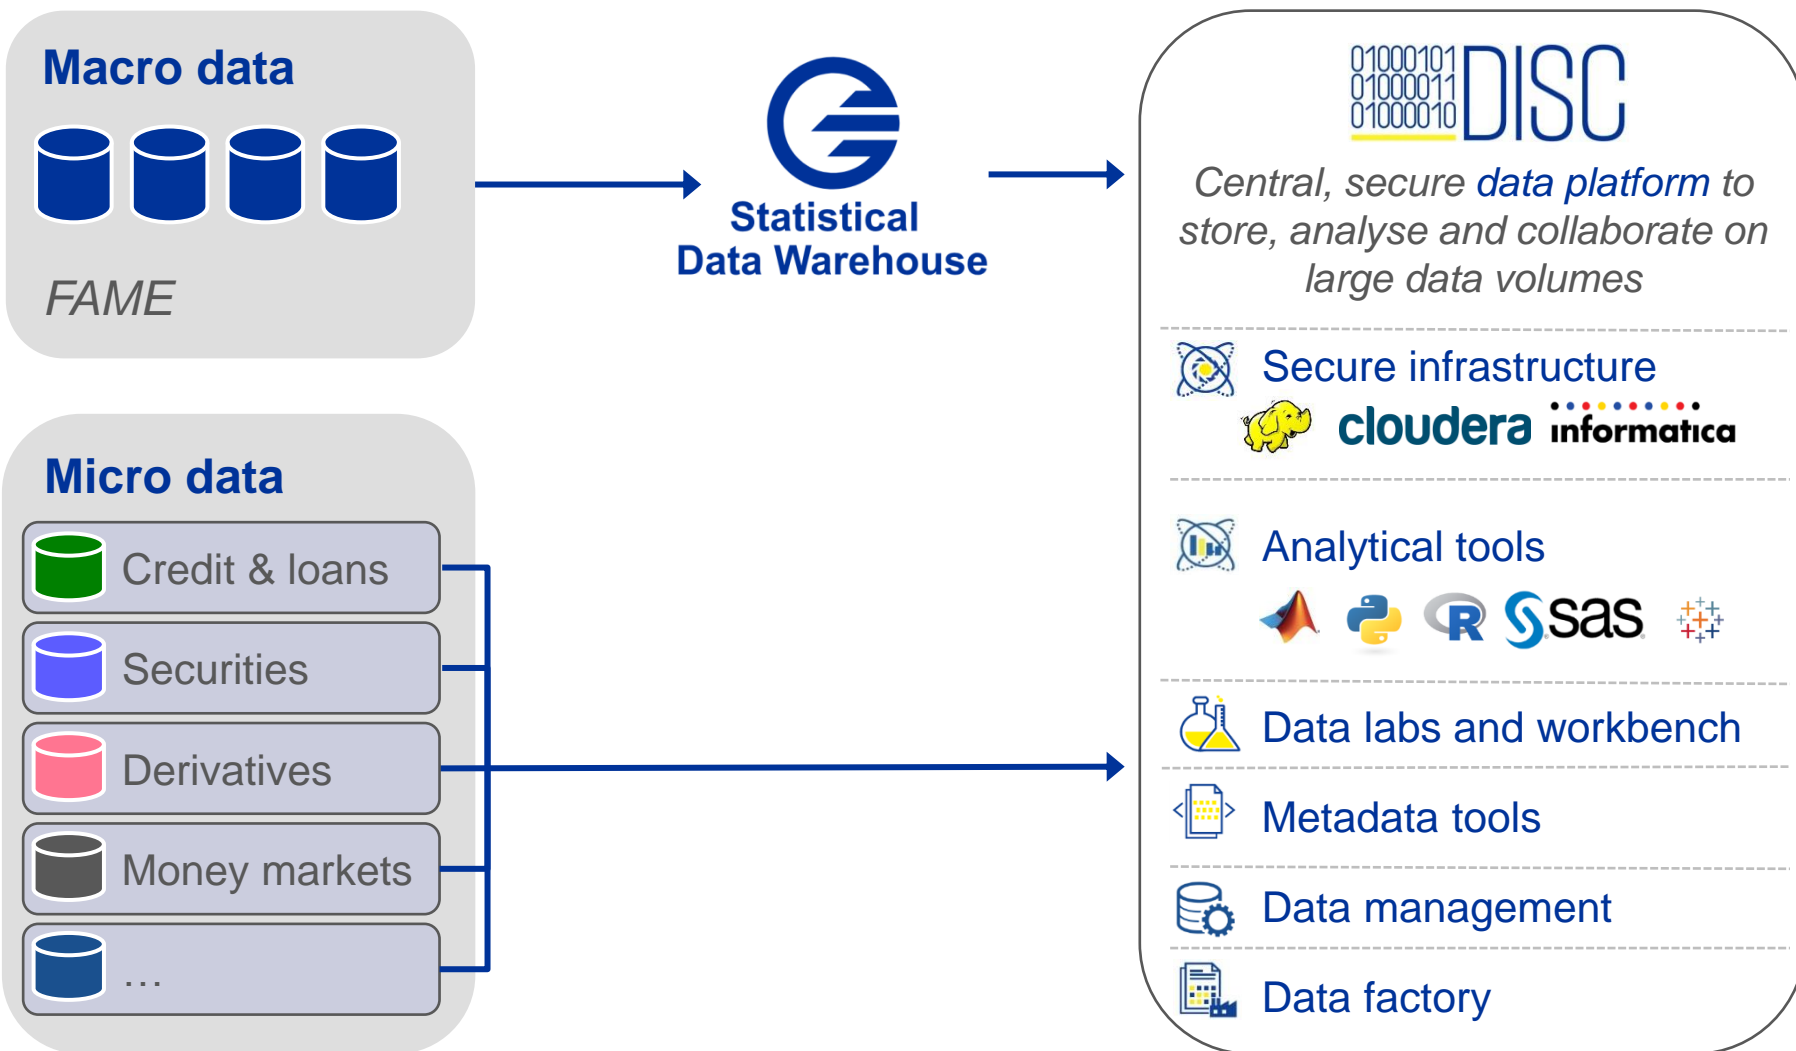 Macro data
FAME
Statistical
Data Warehouse
Micro data
Credit & loans
Securities
Derivatives
Money markets
…
01000101
01000011
01000010
DISC
Central, secure data platform to
store, analyse and collaborate on
large data volumes
Secure infrastructure
cloudera informatica
Analytical tools
R S.sas.
Data labs and workbench
Metadata tools
Data management
Data factory